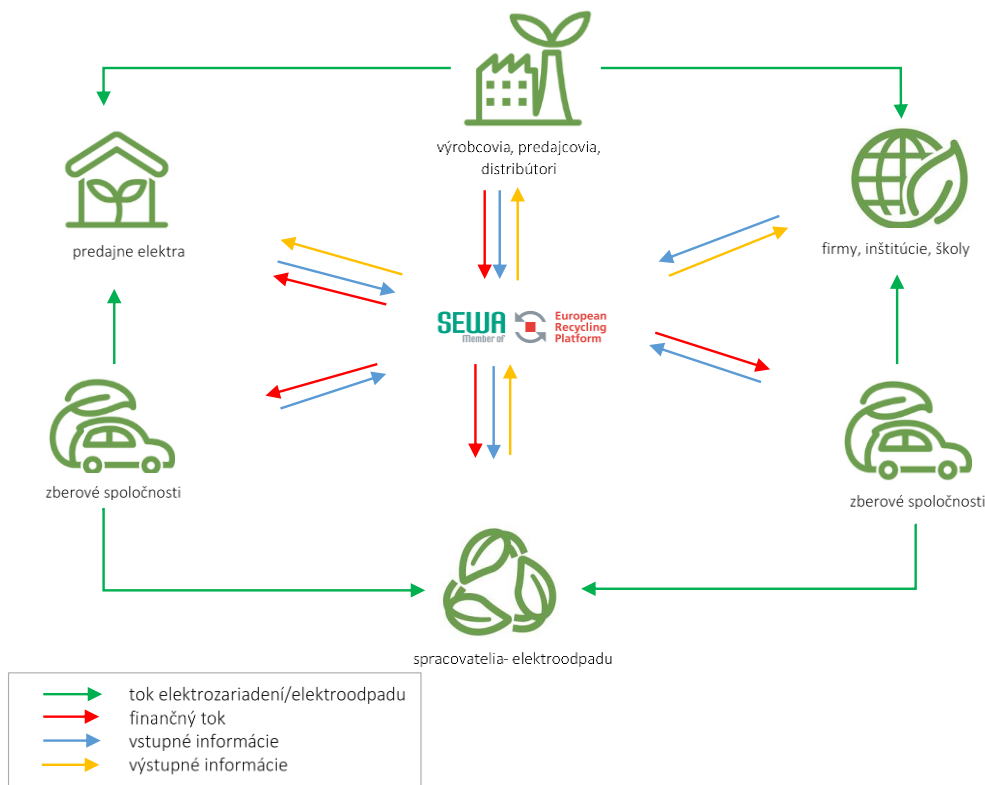 výrobcovia, predajcovia,
distribútori
predajne elektra
firmy, inštitúcie, školy
SEWA
Member of
European
Recycling
Platform
zberové spoločnosti
zberové spoločnosti
spracovatelia- elektroodpadu
tok elektrozariadení/elektroodpadu
finančný tok
vstupné informácie
výstupné informácie